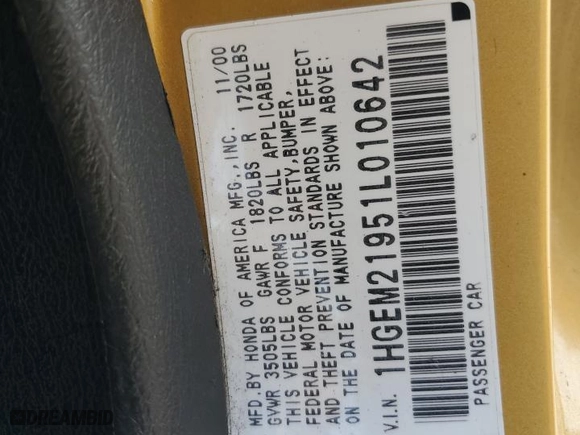 MFD.BY HONDA OF AMERICA MFG.,INC. 11/00
GVWR 3505LBS GAWR F 1820LBS R 1720LBS
THIS VEHICLE CONFORMS TO ALL APPLICABLE
FEDERAL MOTOR VEHICLE SAFETY,BUMPER,
AND THEFT PREVENTION STANDARDS IN EFFECT
ON THE DATE OF MANUFACTURE SHOWN ABOVE:
V.I.N. 1HGEM21951L010642
PASSENGER CAR
DREAMBID